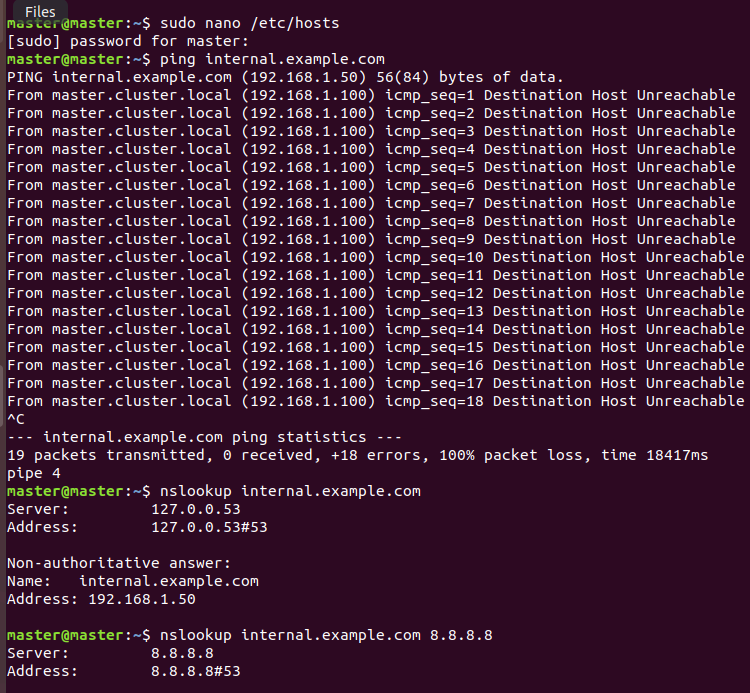 Files
master@master:~$ sudo nano /etc/hosts
[sudo] password for master:
master@master:~$ ping internal.example.com
PING internal.example.com (192.168.1.50) 56(84) bytes of data.
From master.cluster.local (192.168.1.100) icmp_seq=1 Destination Host Unreachable
From master.cluster.local (192.168.1.100) icmp_seq=2 Destination Host Unreachable
From master.cluster.local (192.168.1.100) icmp_seq=3 Destination Host Unreachable
From master.cluster.local (192.168.1.100) icmp_seq=4 Destination Host Unreachable
From master.cluster.local (192.168.1.100) icmp_seq=5 Destination Host Unreachable
From master.cluster.local (192.168.1.100) icmp_seq=6 Destination Host Unreachable
From master.cluster.local (192.168.1.100) icmp_seq=7 Destination Host Unreachable
From master.cluster.local (192.168.1.100) icmp_seq=8 Destination Host Unreachable
From master.cluster.local (192.168.1.100) icmp_seq=9 Destination Host Unreachable
From master.cluster.local (192.168.1.100) icmp_seq=10 Destination Host Unreachable
From master.cluster.local (192.168.1.100) icmp_seq=11 Destination Host Unreachable
From master.cluster.local (192.168.1.100) icmp_seq=12 Destination Host Unreachable
From master.cluster.local (192.168.1.100) icmp_seq=13 Destination Host Unreachable
From master.cluster.local (192.168.1.100) icmp_seq=14 Destination Host Unreachable
From master.cluster.local (192.168.1.100) icmp_seq=15 Destination Host Unreachable
From master.cluster.local (192.168.1.100) icmp_seq=16 Destination Host Unreachable
From master.cluster.local (192.168.1.100) icmp_seq=17 Destination Host Unreachable
From master.cluster.local (192.168.1.100) icmp_seq=18 Destination Host Unreachable
^C
--- internal.example.com ping statistics ---
19 packets transmitted, 0 received, +18 errors, 100% packet loss, time 18417ms
pipe 4
master@master:~$ nslookup internal.example.com
Server:         127.0.0.53
Address:        127.0.0.53#53

Non-authoritative answer:
Name:   internal.example.com
Address: 192.168.1.50

master@master:~$ nslookup internal.example.com 8.8.8.8
Server:         8.8.8.8
Address:        8.8.8.8#53